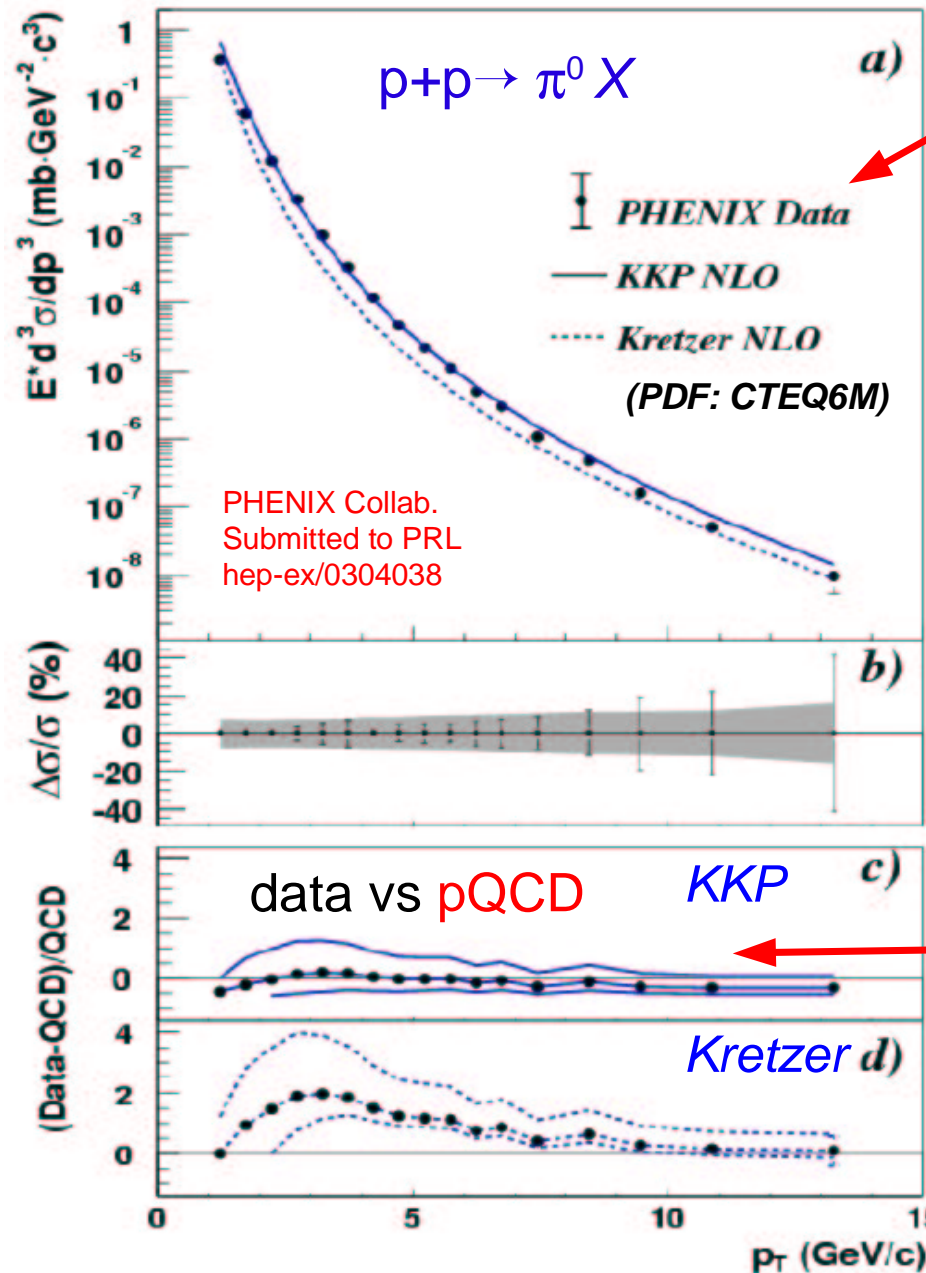 E*d³σ/dp³ (mb·GeV⁻²·c³)
1
10⁻¹
10⁻²
10⁻³
10⁻⁴
10⁻⁵
10⁻⁶
10⁻⁷
10⁻⁸
p+p→ π⁰ X
a)
PHENIX Data
KKP NLO
Kretzer NLO
(PDF: CTEQ6M)
PHENIX Collab.
Submitted to PRL
hep-ex/0304038
Δσ/σ (%)
40
20
0
-20
-40
b)
(Data-QCD)/QCD
4
2
0
data vs pQCD
KKP
c)
4
2
0
Kretzer
d)
0
5
10
15
p_T (GeV/c)